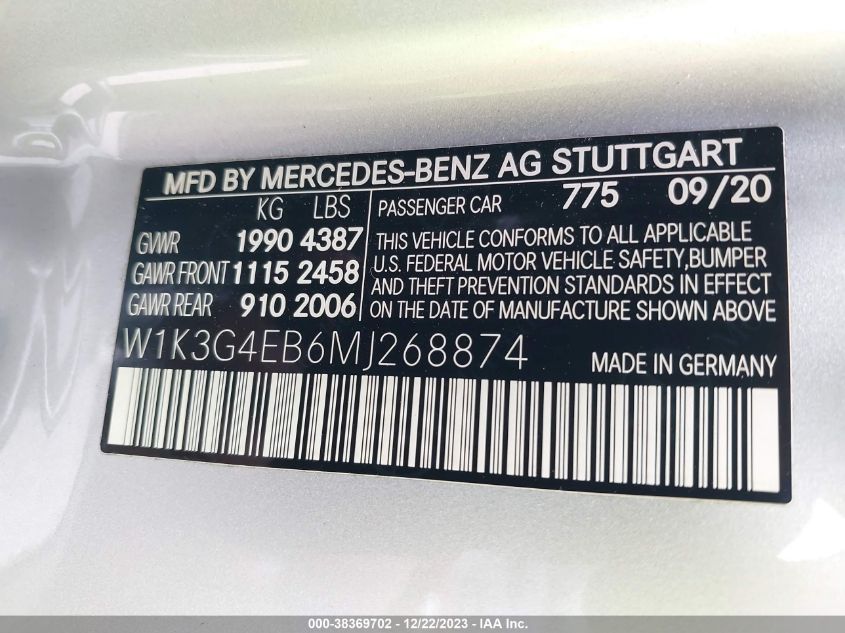 MFD BY MERCEDES-BENZ AG STUTTGART
KG LBS
GVWR 1990 4387
GAWR FRONT 1115 2458
GAWR REAR 910 2006
PASSENGER CAR 775 09/20
THIS VEHICLE CONFORMS TO ALL APPLICABLE
U.S. FEDERAL MOTOR VEHICLE SAFETY,BUMPER
AND THEFT PREVENTION STANDARDS IN EFFECT
ON THE DATE OF MANUFACTURE SHOWN ABOVE
W1K3G4EB6MJ268874
MADE IN GERMANY
000-38369702 - 12/22/2023 - IAA Inc.